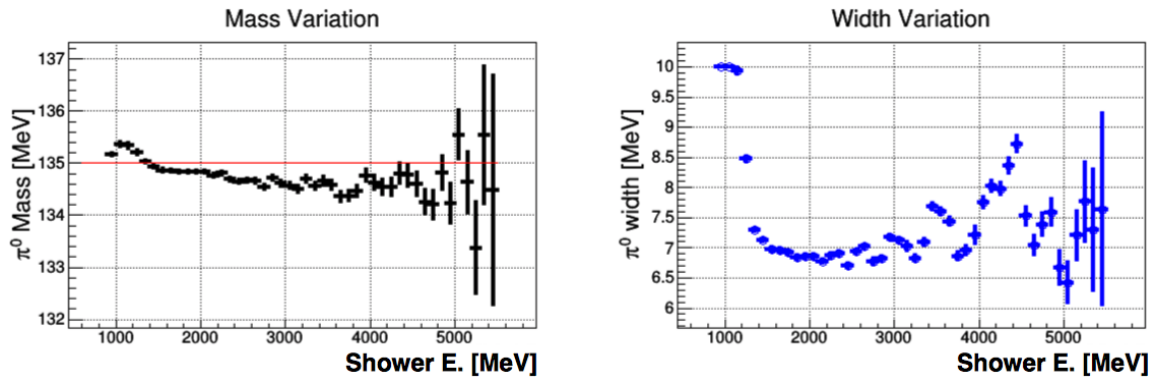 Mass Variation
π⁰ Mass [MeV]
137
136
135
134
133
132
1000 2000 3000 4000 5000
Shower E. [MeV]
Width Variation
π⁰ width [MeV]
10
9.5
9
8.5
8
7.5
7
6.5
6
1000 2000 3000 4000 5000
Shower E. [MeV]